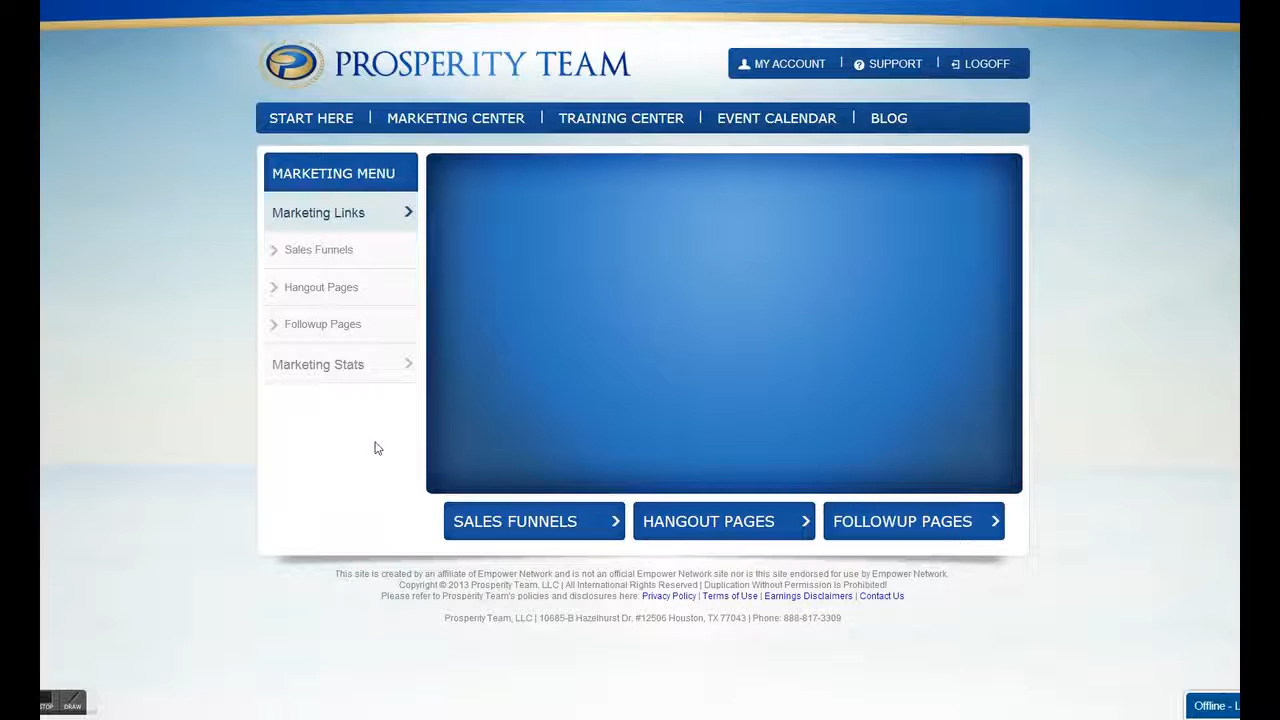 PROSPERITY TEAM
MY ACCOUNT | SUPPORT | LOGOFF
START HERE | MARKETING CENTER | TRAINING CENTER | EVENT CALENDAR | BLOG
MARKETING MENU
Marketing Links
Sales Funnels
Hangout Pages
Followup Pages
Marketing Stats
SALES FUNNELS
HANGOUT PAGES
FOLLOWUP PAGES
This site is created by an affiliate of Empower Network and is not an official Empower Network site nor is this site endorsed for use by Empower Network.
Copyright © 2013 Prosperity Team, LLC | All International Rights Reserved | Duplication Without Permission is Prohibited!
Please refer to Prosperity Team's policies and disclosures here: Privacy Policy | Terms of Use | Earnings Disclaimers | Contact Us
Prosperity Team, LLC | 10685-B Hazelhurst Dr. #12506 Houston, TX 77043 | Phone: 888-817-3309
STOP DRAW
Offline - L